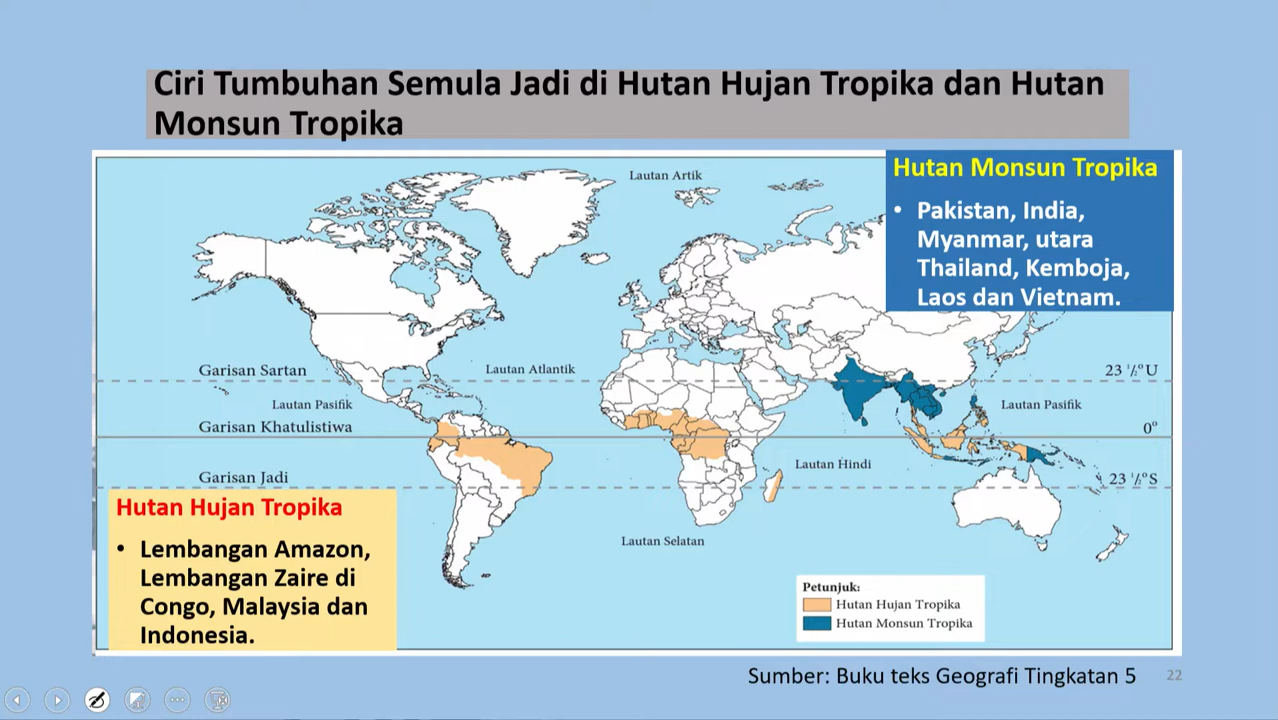 Ciri Tumbuhan Semula Jadi di Hutan Hujan Tropika dan Hutan
Monsun Tropika
Hutan Monsun Tropika
• Pakistan, India,
Myanmar, utara
Thailand, Kemboja,
Laos dan Vietnam.
Lautan Artik
Garisan Sartan
Lautan Atlantik
23 ½° U
Lautan Pasifik
Lautan Pasifik
Garisan Khatulistiwa
0°
Lautan Hindi
Garisan Jadi
23 ½° S
Hutan Hujan Tropika
• Lembangan Amazon,
Lembangan Zaire di
Congo, Malaysia dan
Indonesia.
Lautan Selatan
Petunjuk:
Hutan Hujan Tropika
Hutan Monsun Tropika
Sumber: Buku teks Geografi Tingkatan 5
22